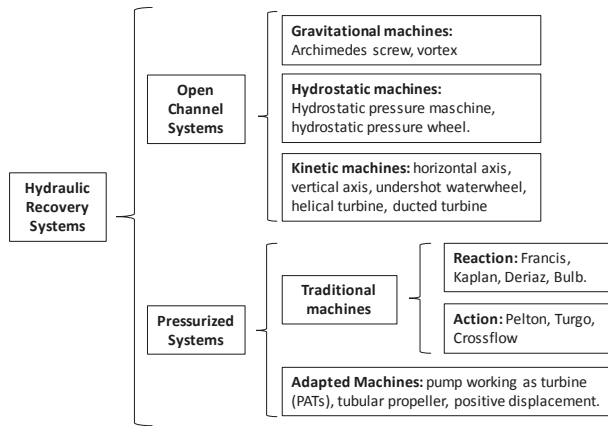 Hydraulic
Recovery
Systems
Open
Channel
Systems
Gravitational machines:
Archimedes screw, vortex
Hydrostatic machines:
Hydrostatic pressure maschine,
hydrostatic pressure wheel.
Kinetic machines: horizontal axis,
vertical axis, undershot waterwheel,
helical turbine, ducted turbine
Pressurized
Systems
Traditional
machines
Reaction: Francis,
Kaplan, Deriaz, Bulb.
Action: Pelton, Turgo,
Crossflow
Adapted Machines: pump working as turbine
(PATs), tubular propeller, positive displacement.